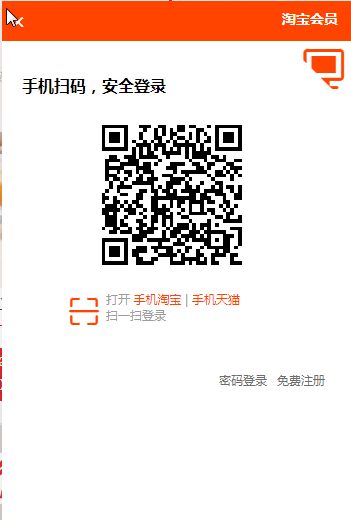 淘宝会员
手机扫码，安全登录
打开 手机淘宝 | 手机天猫
扫一扫登录
密码登录 免费注册